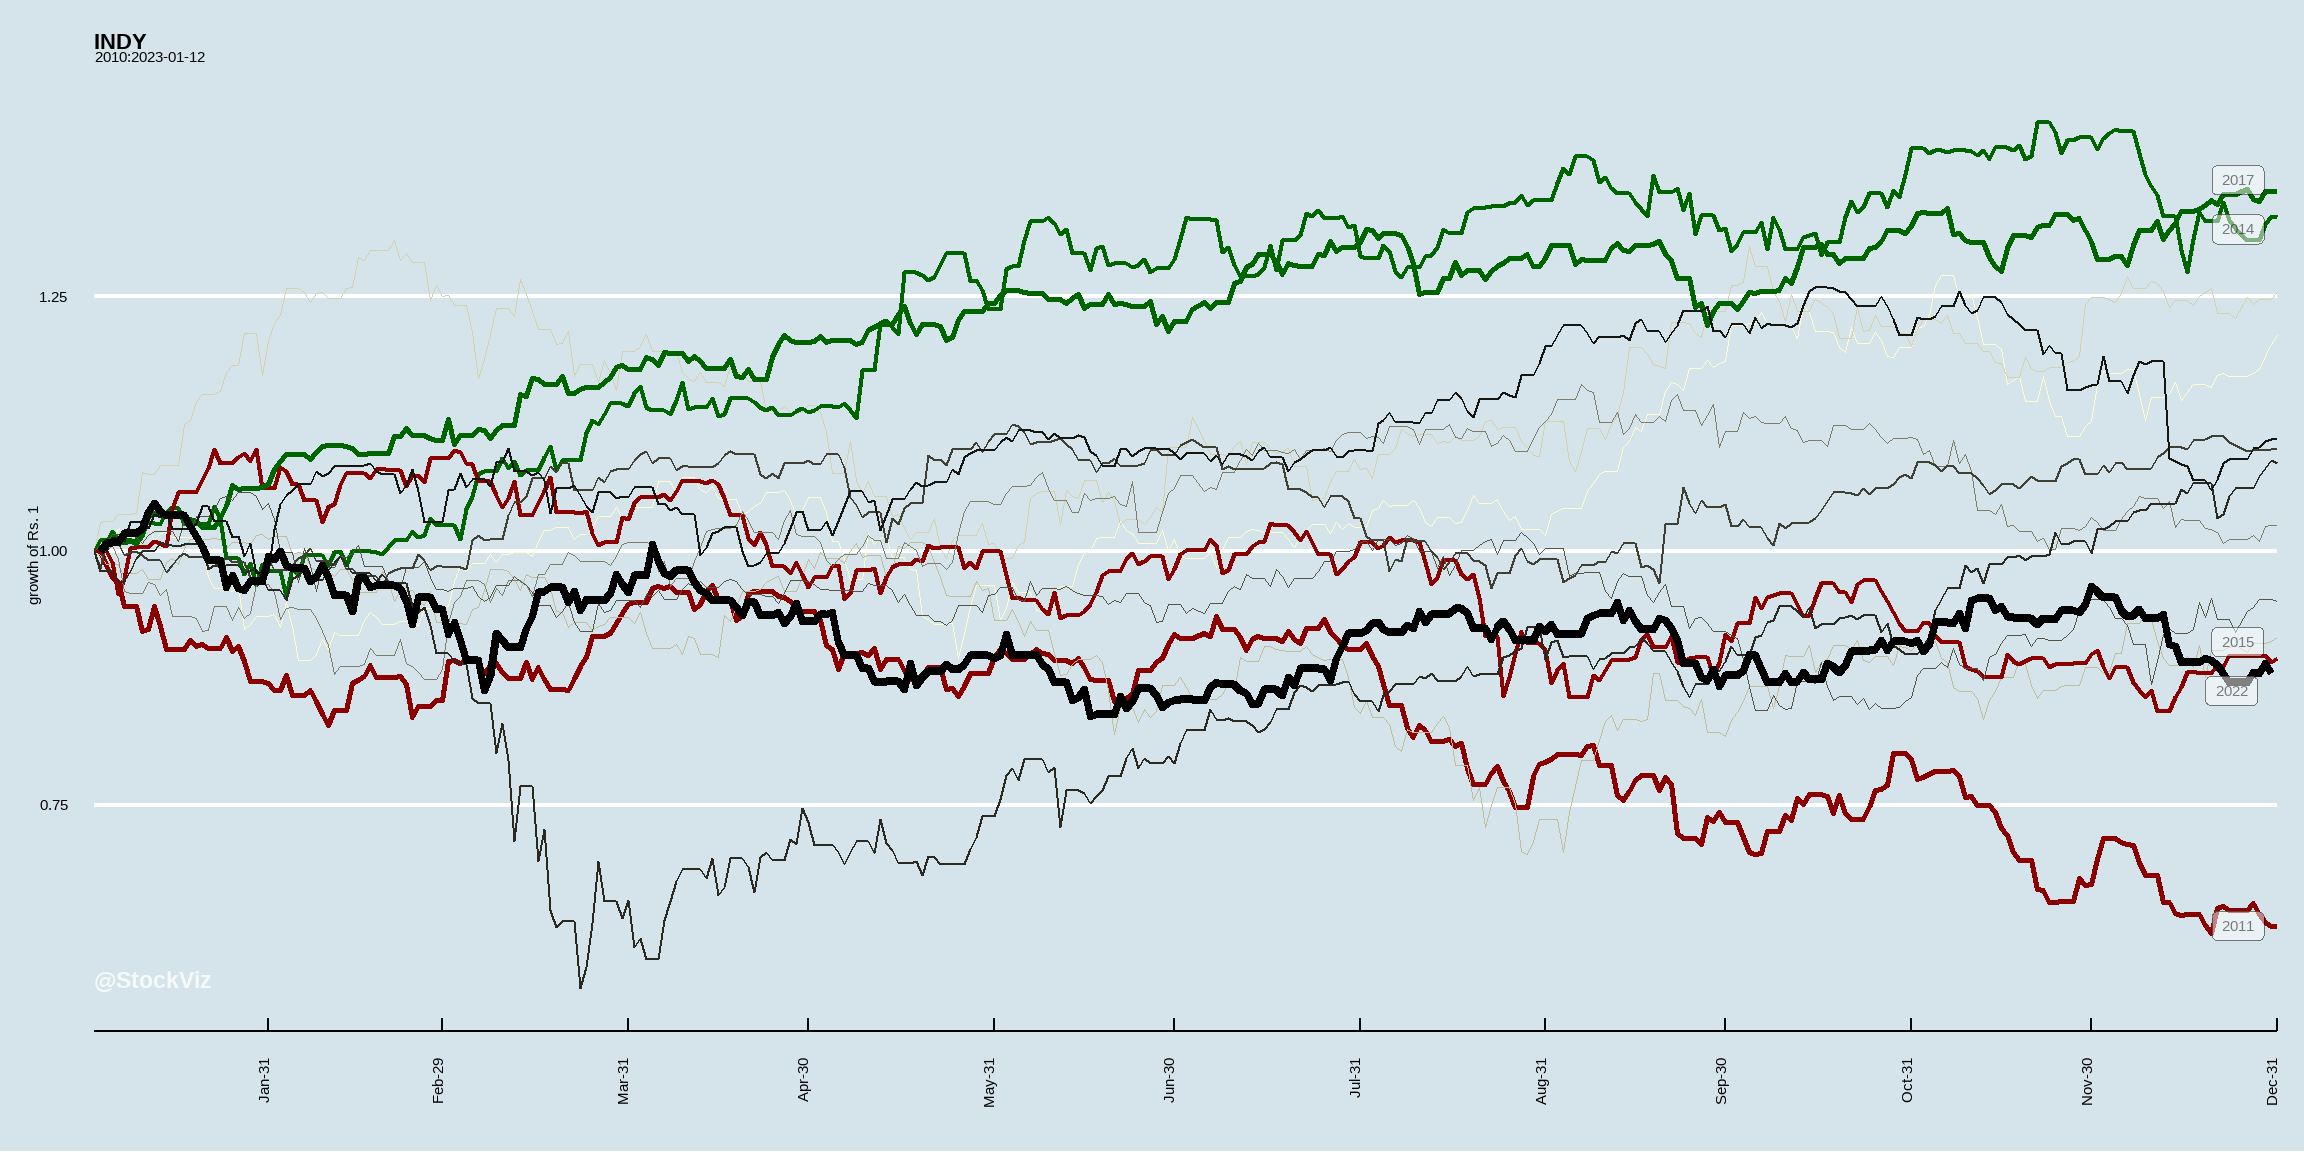 INDY
2010:2023-01-12
growth of Rs. 1
1.25
1.00
0.75
2017
2014
2015
2022
2011
@StockViz
Jan-31
Feb-29
Mar-31
Apr-30
May-31
Jun-30
Jul-31
Aug-31
Sep-30
Oct-31
Nov-30
Dec-31